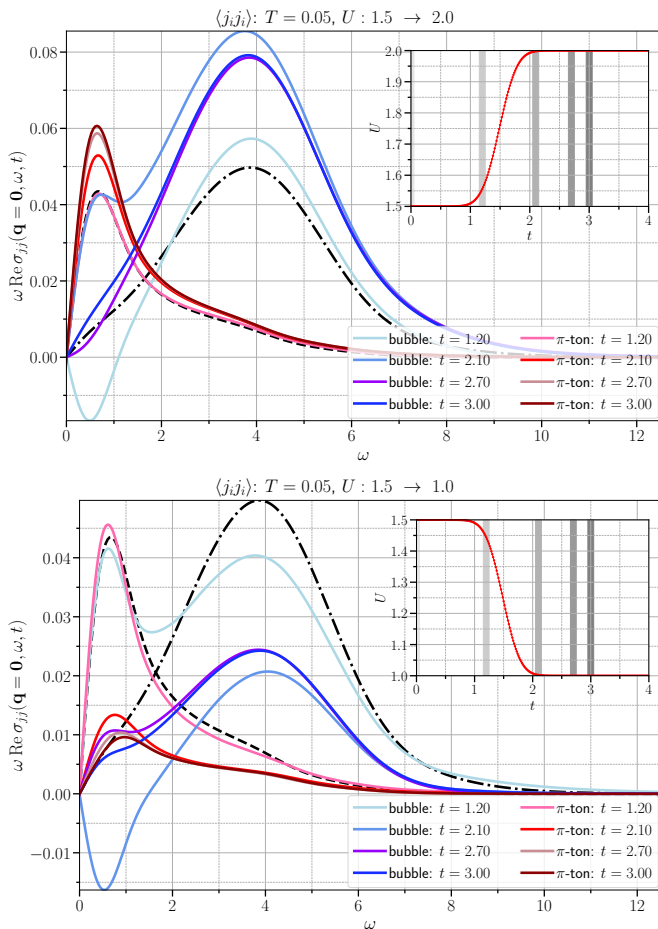 ⟨j_i j_i⟩: T = 0.05, U : 1.5 → 2.0
ω Re σ_jj(q = 0, ω, t)
0.08
0.06
0.04
0.02
0.00
0 2 4 6 8 10 12
ω
U
2.0
1.9
1.8
1.7
1.6
1.5
0 1 2 3 4
t
bubble: t = 1.20
bubble: t = 2.10
bubble: t = 2.70
bubble: t = 3.00
π-ton: t = 1.20
π-ton: t = 2.10
π-ton: t = 2.70
π-ton: t = 3.00
⟨j_i j_i⟩: T = 0.05, U : 1.5 → 1.0
ω Re σ_jj(q = 0, ω, t)
0.04
0.03
0.02
0.01
0.00
−0.01
0 2 4 6 8 10 12
ω
U
1.5
1.4
1.3
1.2
1.1
1.0
0 1 2 3 4
t
bubble: t = 1.20
bubble: t = 2.10
bubble: t = 2.70
bubble: t = 3.00
π-ton: t = 1.20
π-ton: t = 2.10
π-ton: t = 2.70
π-ton: t = 3.00